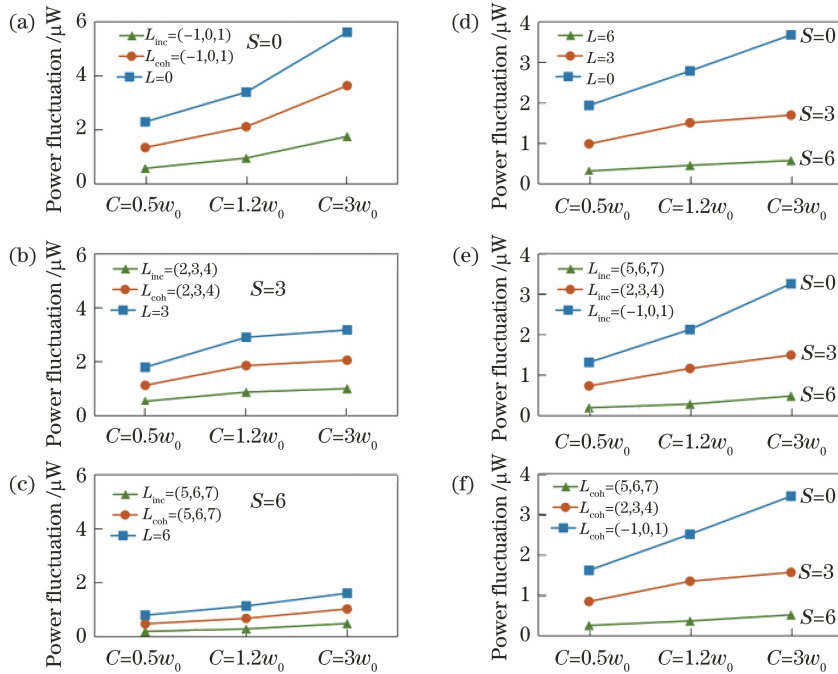 (a)
Power fluctuation /μW
6
4
2
0
L_inc=(−1,0,1)
L_coh=(−1,0,1)
L=0
S=0
C=0.5w_0 C=1.2w_0 C=3w_0
(b)
Power fluctuation /μW
6
4
2
0
L_inc=(2,3,4)
L_coh=(2,3,4)
L=3
S=3
C=0.5w_0 C=1.2w_0 C=3w_0
(c)
Power fluctuation /μW
6
4
2
0
L_inc=(5,6,7)
L_coh=(5,6,7)
L=6
S=6
C=0.5w_0 C=1.2w_0 C=3w_0
(d)
Power fluctuation /μW
4
3
2
1
0
L=6
L=3
L=0
S=0
S=3
S=6
C=0.5w_0 C=1.2w_0 C=3w_0
(e)
Power fluctuation /μW
4
3
2
1
0
L_inc=(5,6,7)
L_inc=(2,3,4)
L_inc=(−1,0,1)
S=0
S=3
S=6
C=0.5w_0 C=1.2w_0 C=3w_0
(f)
Power fluctuation /μW
4
3
2
1
0
L_coh=(5,6,7)
L_coh=(2,3,4)
L_coh=(−1,0,1)
S=0
S=3
S=6
C=0.5w_0 C=1.2w_0 C=3w_0